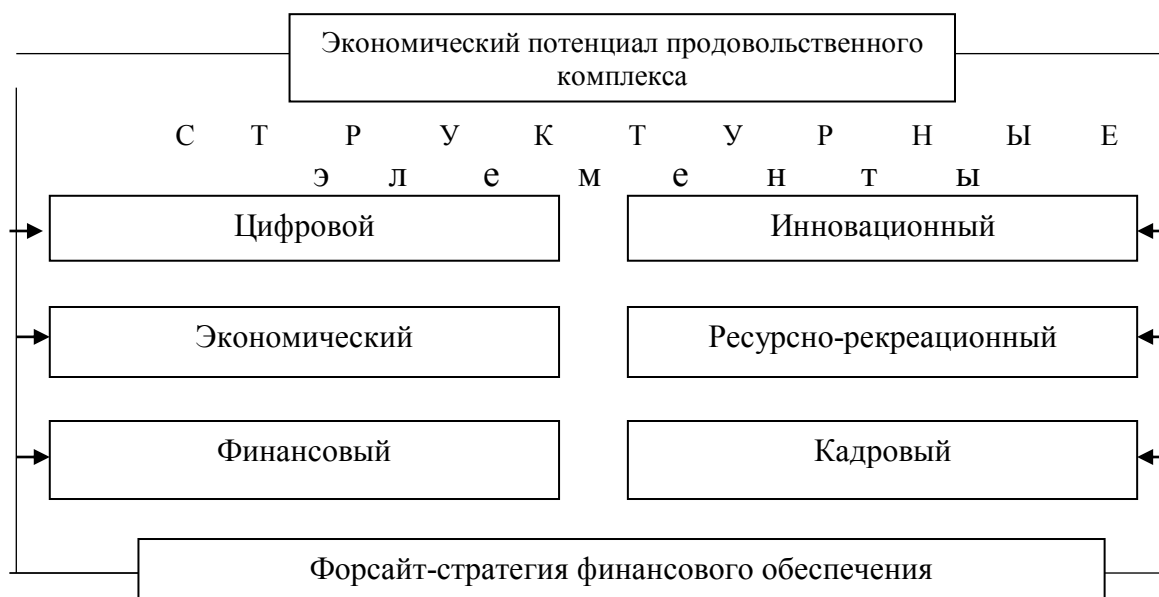 Экономический потенциал продовольственного
комплекса
С Т Р У К Т У Р Н Ы Е
э л е м е н т ы
Цифровой
Инновационный
Экономический
Ресурсно-рекреационный
Финансовый
Кадровый
Форсайт-стратегия финансового обеспечения